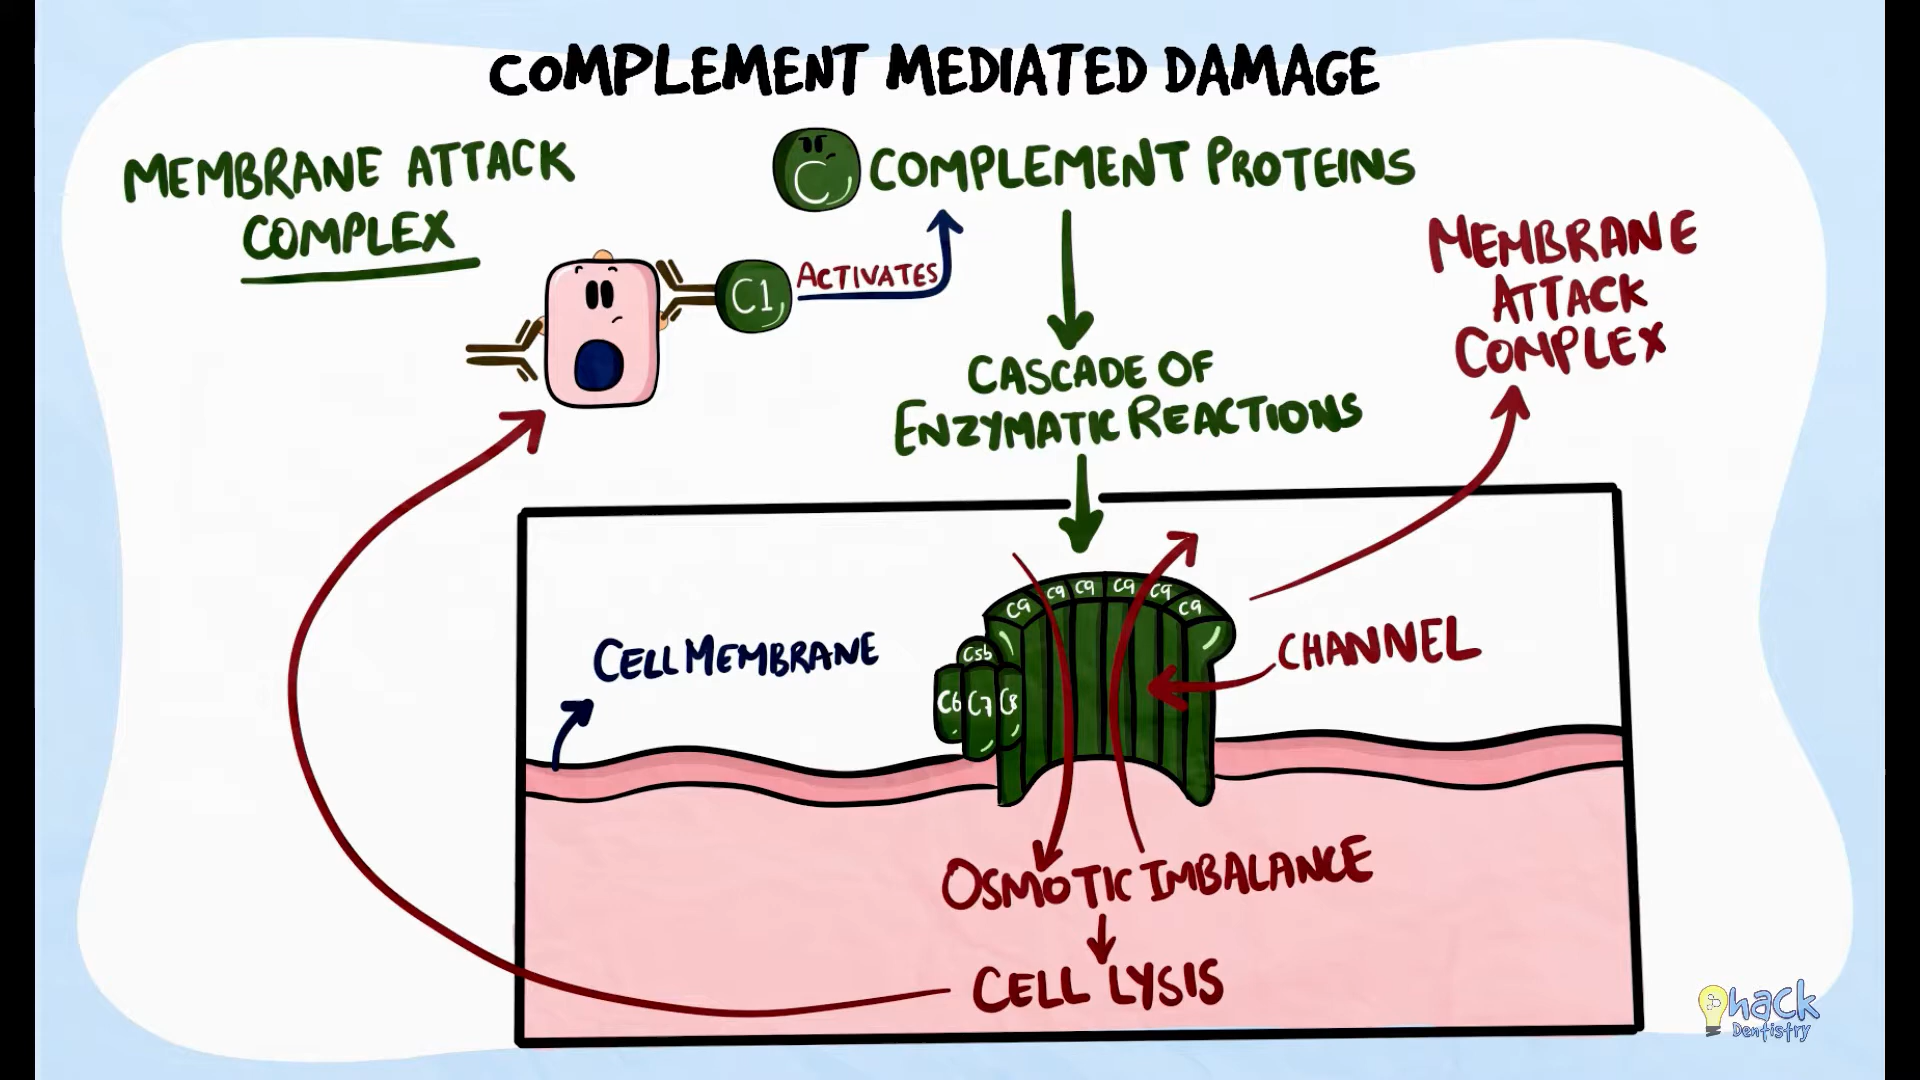 COMPLEMENT MEDIATED DAMAGE
MEMBRANE ATTACK
COMPLEX
C COMPLEMENT PROTEINS
C1
ACTIVATES
MEMBRANE
ATTACK
COMPLEX
CASCADE OF
ENZYMATIC REACTIONS
C9 C9 C9 C9 C9 C9
C5b
C6 C7 C8
CHANNEL
CELL MEMBRANE
OSMOTIC IMBALANCE
CELL LYSIS
hack
Dentistry